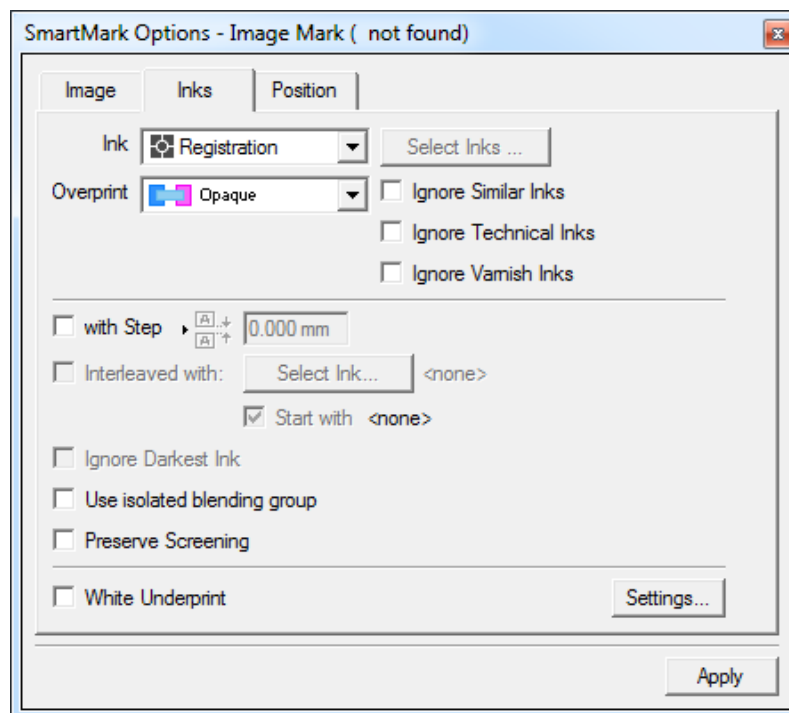 SmartMark Options - Image Mark ( not found)
Image Inks Position
Ink Registration Select Inks ...
Overprint Opaque Ignore Similar Inks
Ignore Technical Inks
Ignore Varnish Inks
with Step A A 0.000 mm
Interleaved with: Select Ink... <none>
Start with <none>
Ignore Darkest Ink
Use isolated blending group
Preserve Screening
White Underprint Settings...
Apply